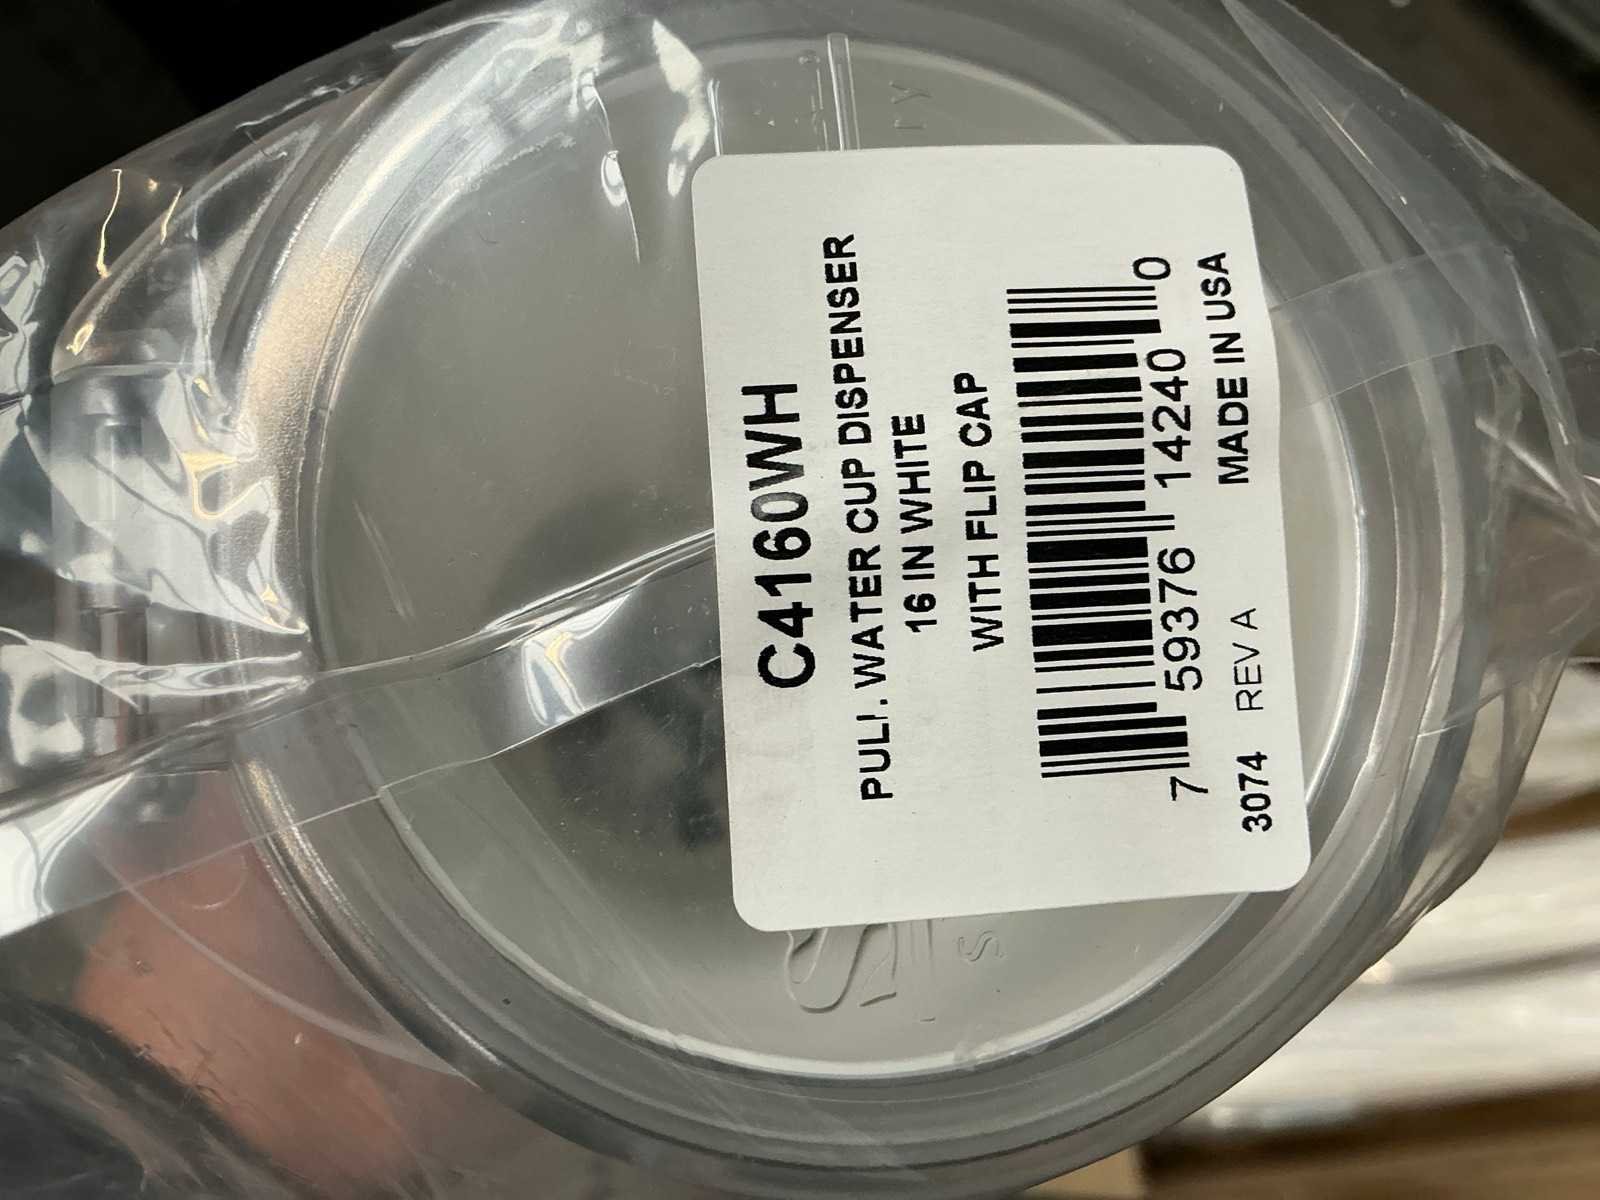 C4160WH
PULL WATER CUP DISPENSER
16 IN WHITE
WITH FLIP CAP
7 59376 14240 0
3074 REV A MADE IN USA